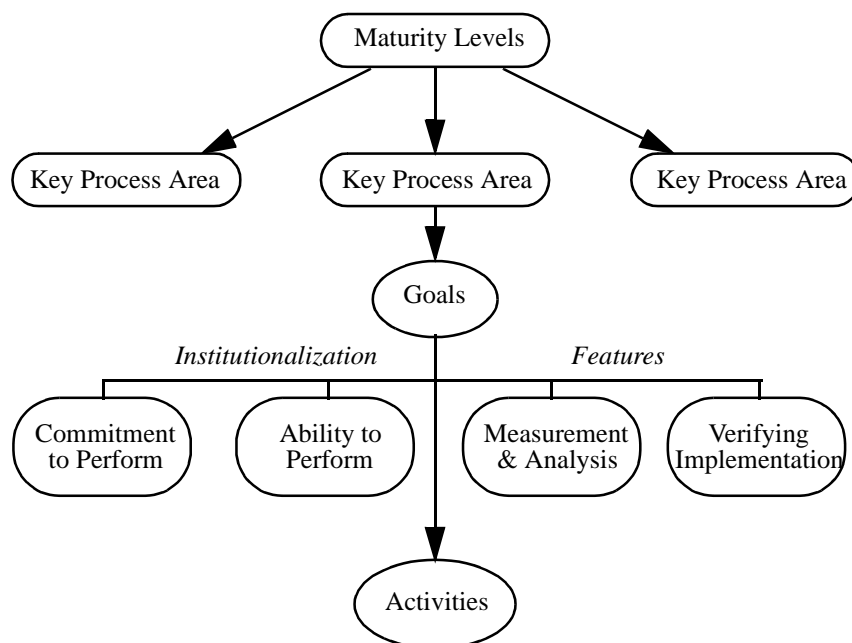 Maturity Levels
Key Process Area
Key Process Area
Key Process Area
Goals
Institutionalization
Features
Commitment
to Perform
Ability to
Perform
Measurement
& Analysis
Verifying
Implementation
Activities